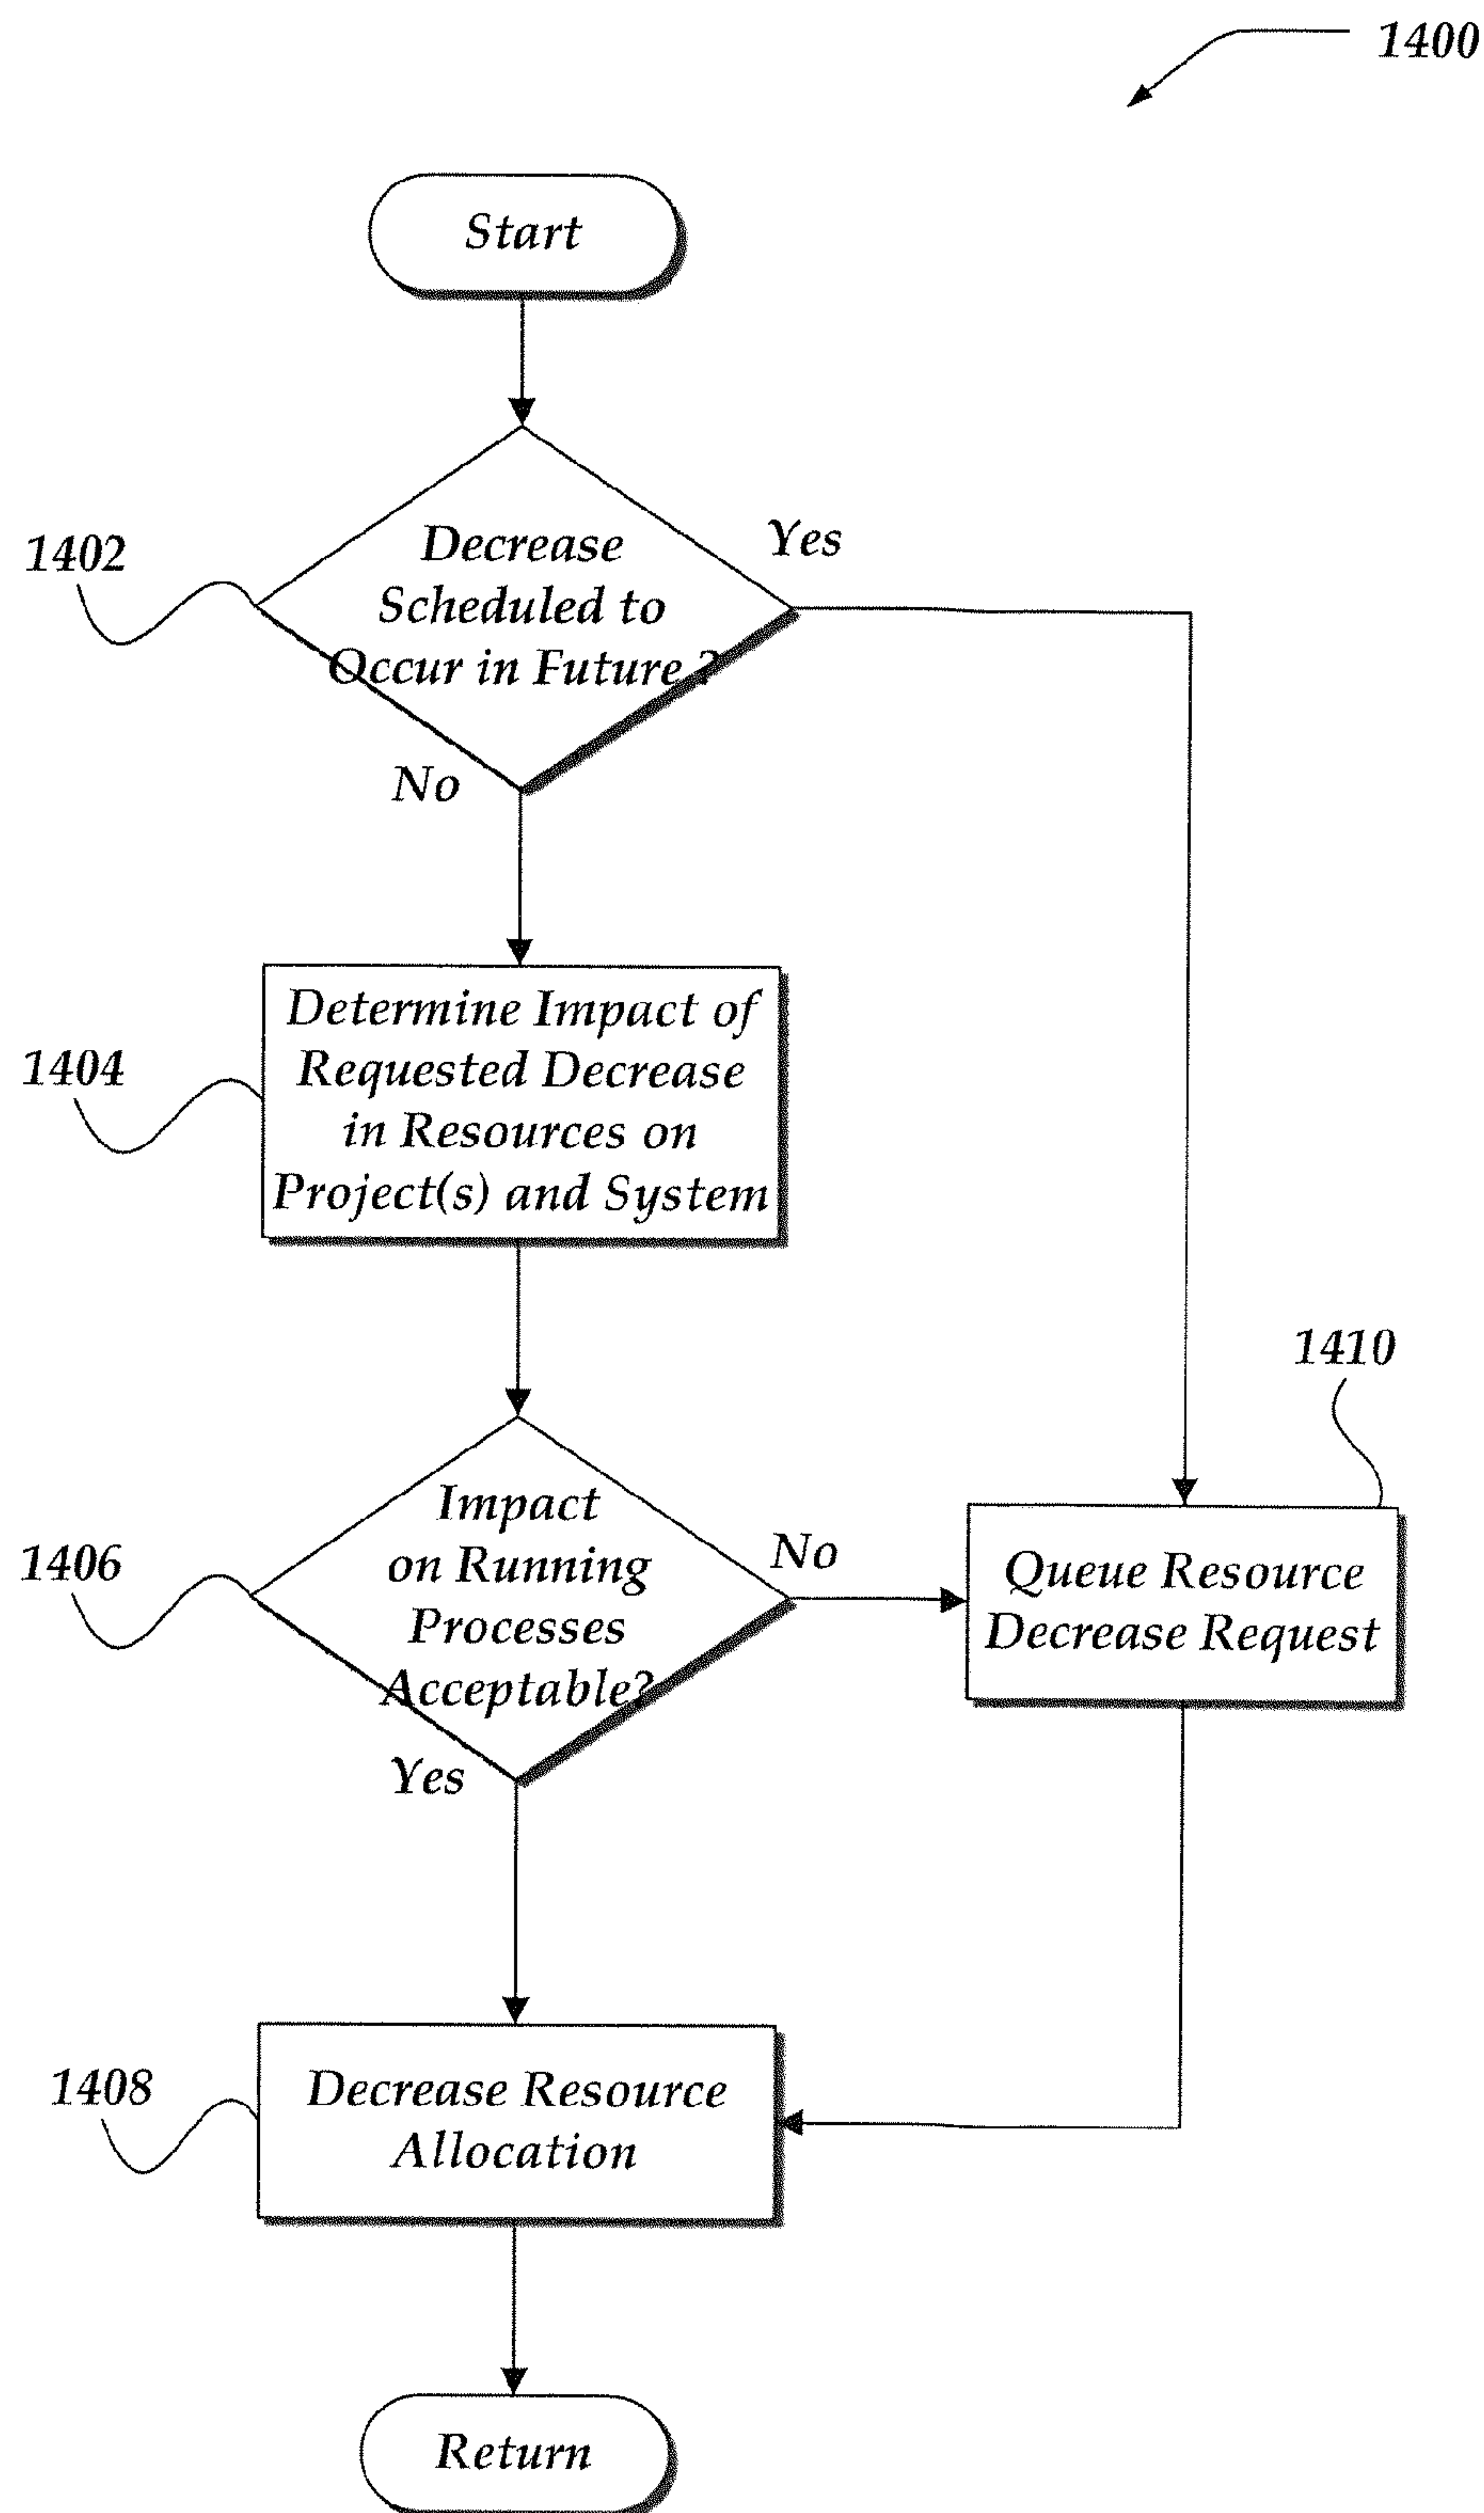 1400
Start
1402
Decrease
Scheduled to
Occur in Future ?
Yes
No
1404
Determine Impact of
Requested Decrease
in Resources on
Project(s) and System
1406
Impact
on Running
Processes
Acceptable?
No
Yes
1410
Queue Resource
Decrease Request
1408
Decrease Resource
Allocation
Return